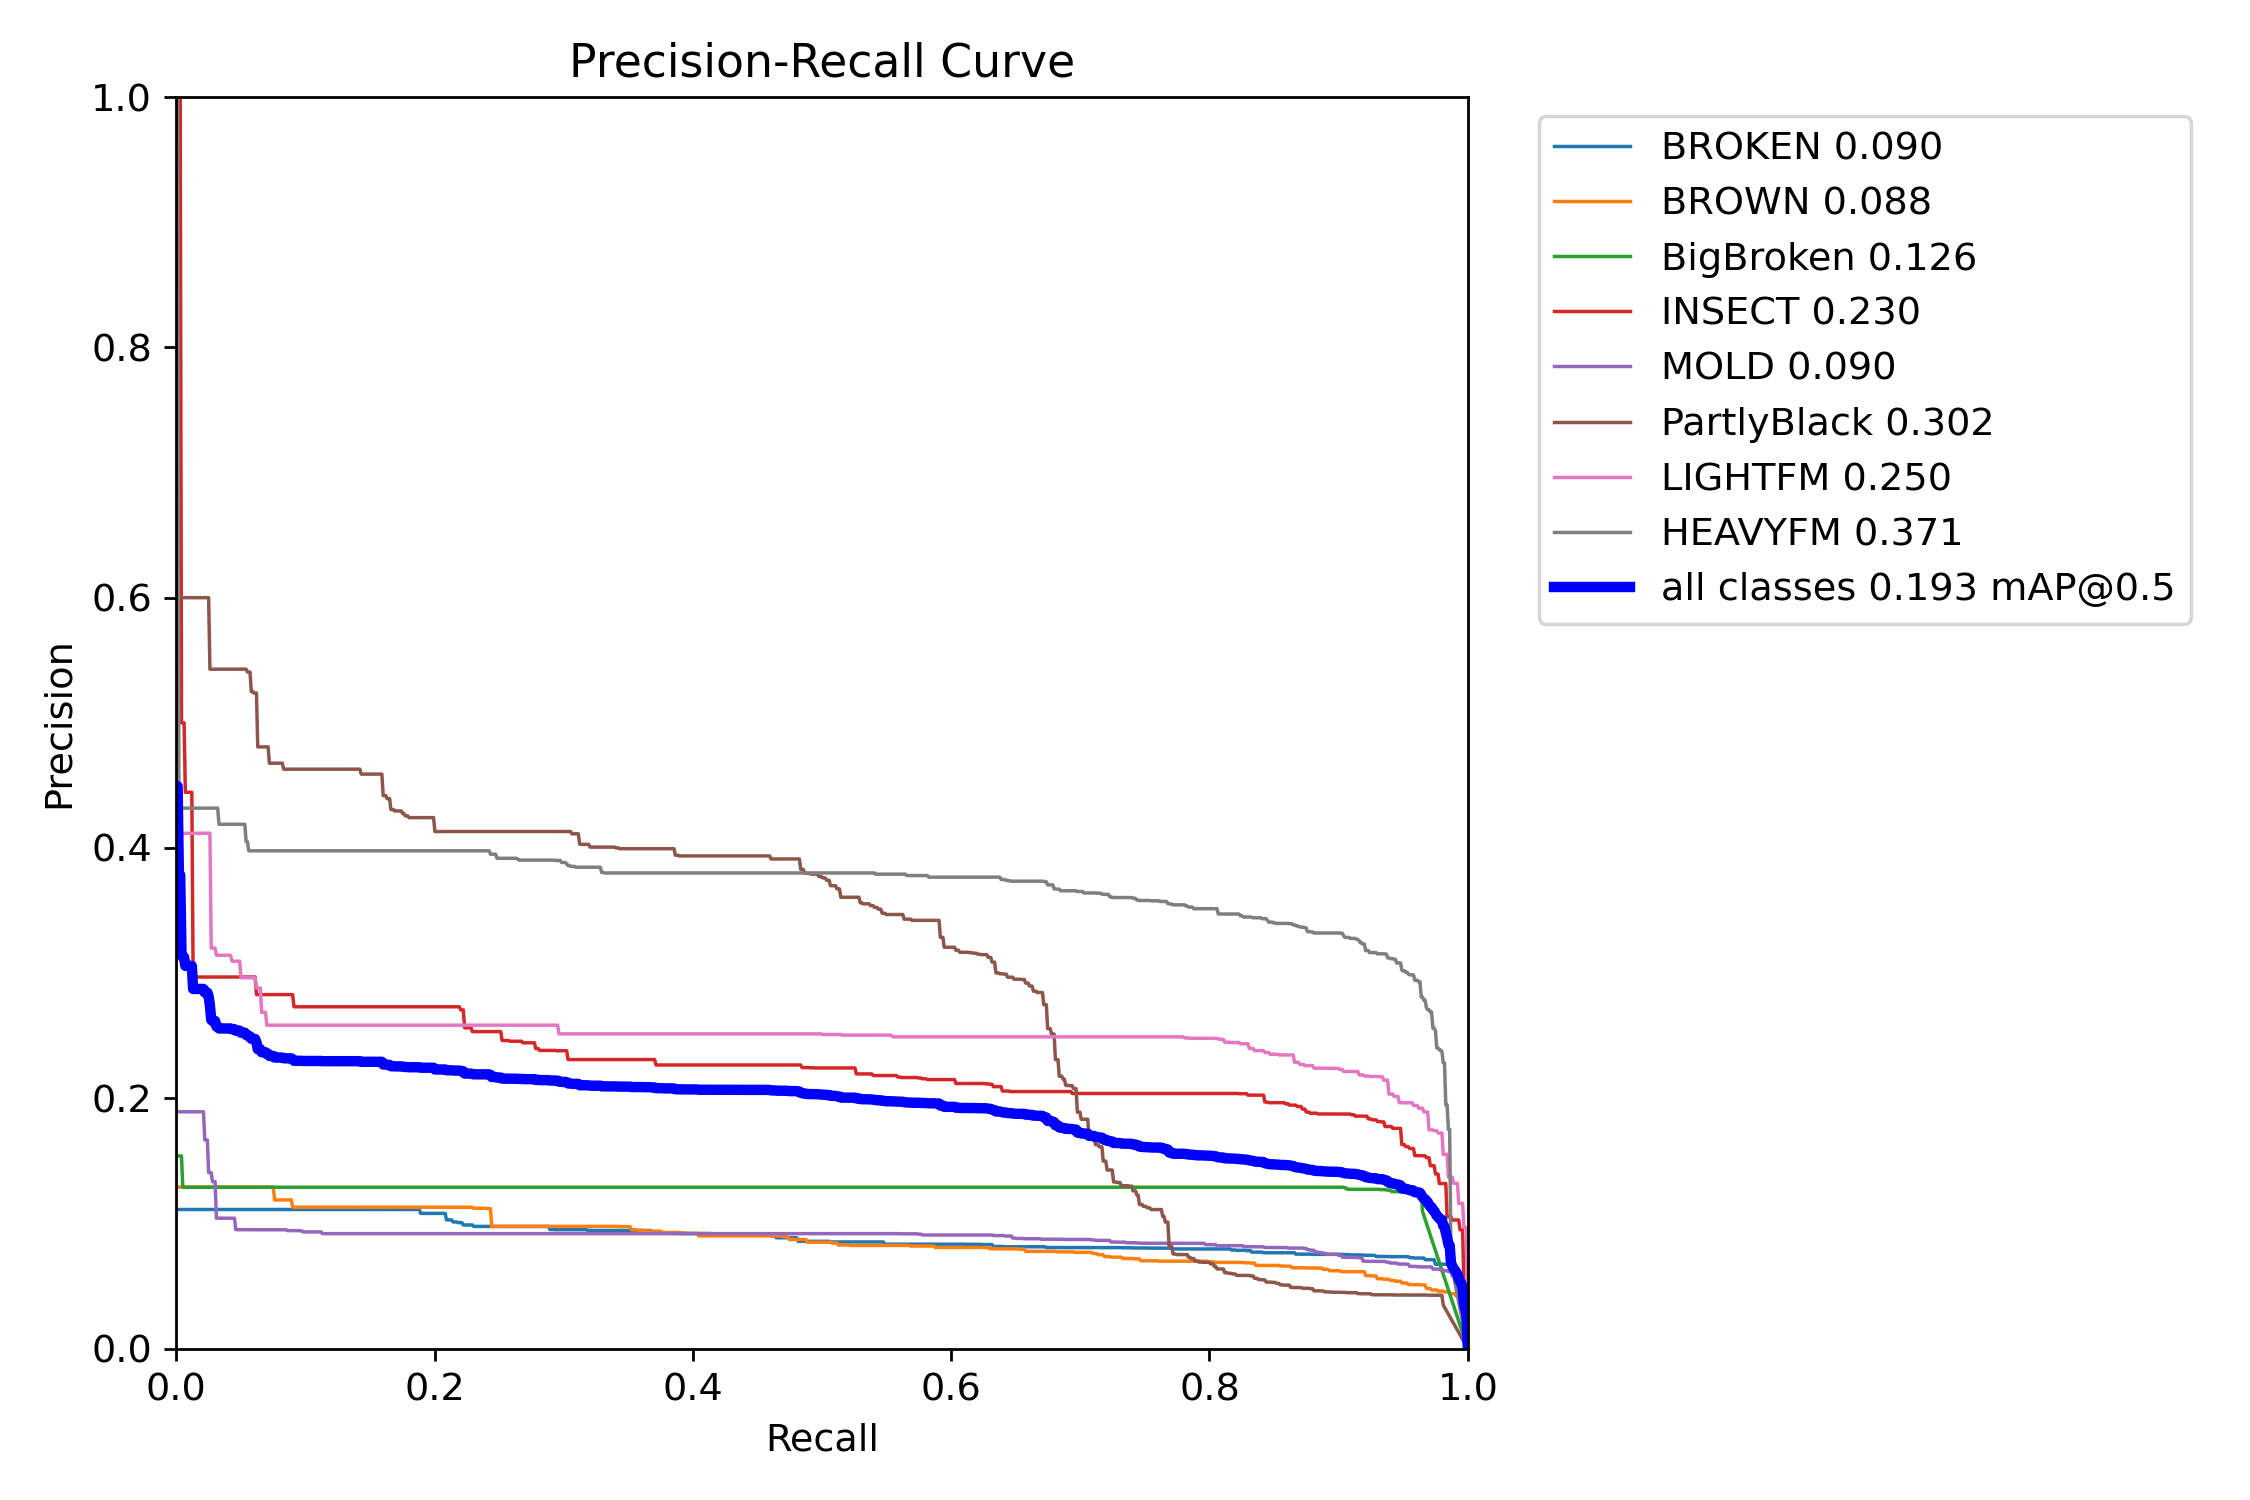 Precision-Recall Curve
1.0
0.8
0.6
0.4
0.2
0.0
Precision
0.0 0.2 0.4 0.6 0.8 1.0
Recall
BROKEN 0.090
BROWN 0.088
BigBroken 0.126
INSECT 0.230
MOLD 0.090
PartlyBlack 0.302
LIGHTFM 0.250
HEAVYFM 0.371
all classes 0.193 mAP@0.5